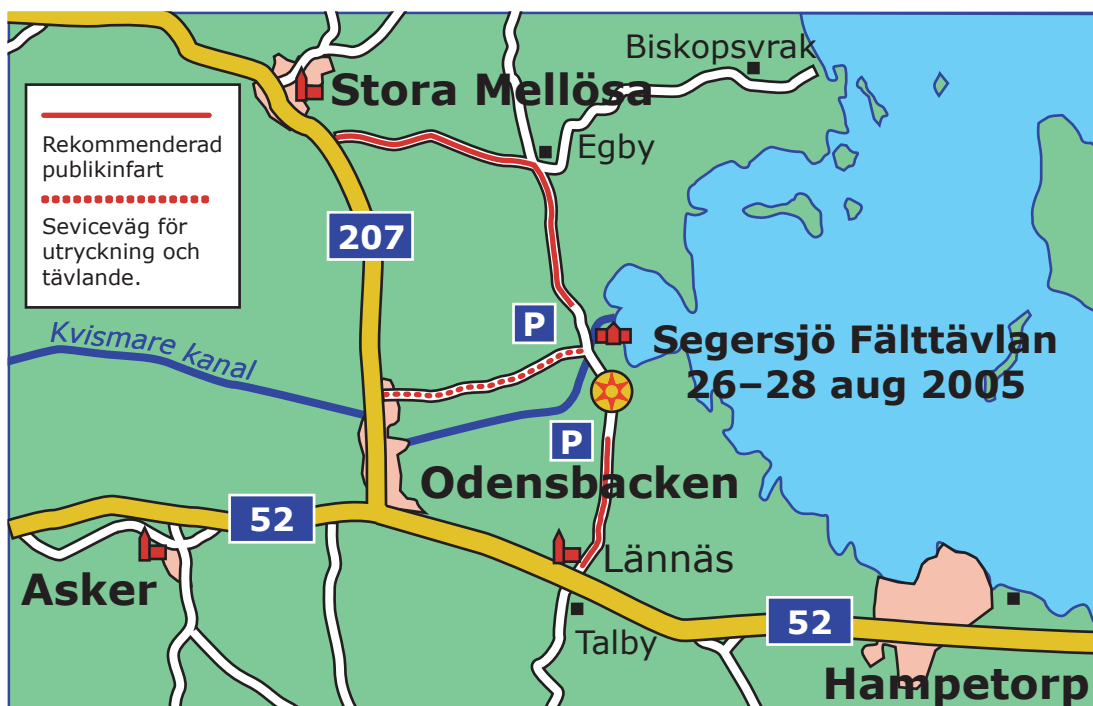 Biskopsvrak
Stora Mellösa
Egby
Rekommenderad
publikinfart
Seviceväg för
utryckning och
tävlande.
207
P
Kvismare kanal
Segersjö Fälttävlan
26–28 aug 2005
P
Odensbacken
52
Lännäs
Asker
52
Talby
Hampetorp